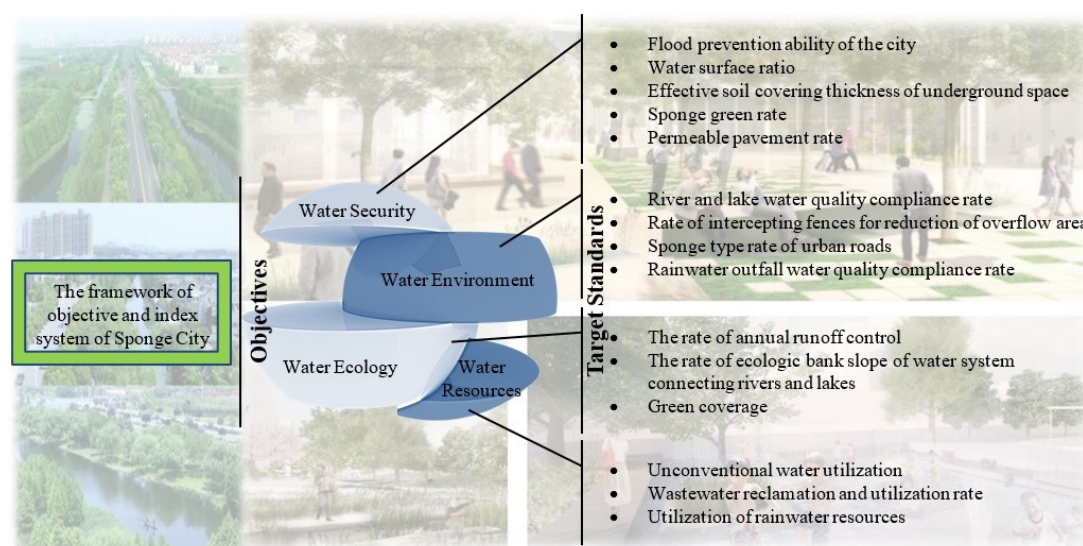 The framework of
objective and index
system of Sponge City
Objectives
Water Security
Water Environment
Water Ecology
Water
Resources
Target Standards
• Flood prevention ability of the city
• Water surface ratio
• Effective soil covering thickness of underground space
• Sponge green rate
• Permeable pavement rate
• River and lake water quality compliance rate
• Rate of intercepting fences for reduction of overflow area
• Sponge type rate of urban roads
• Rainwater outfall water quality compliance rate
• The rate of annual runoff control
• The rate of ecologic bank slope of water system
connecting rivers and lakes
• Green coverage
• Unconventional water utilization
• Wastewater reclamation and utilization rate
• Utilization of rainwater resources